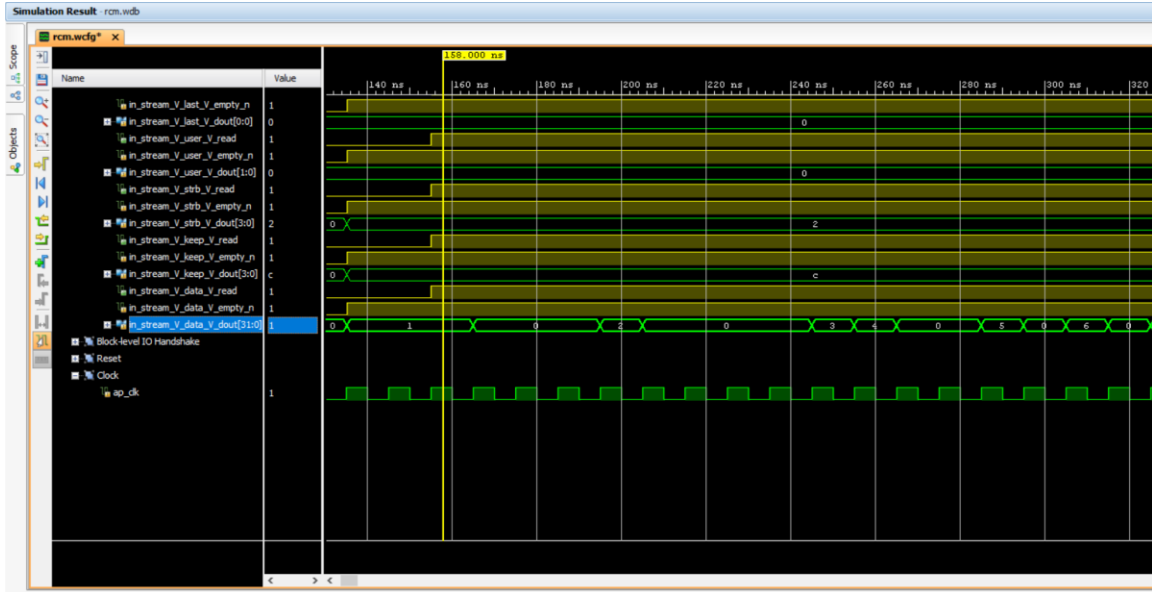 Simulation Result - rcm.wdb
rcm.wcfg* ×
Scope
Objects
158.000 ns
Name Value
140 ns 160 ns 180 ns 200 ns 220 ns 240 ns 260 ns 280 ns 300 ns 320
in_stream_V_last_V_empty_n 1
in_stream_V_last_V_dout[0:0] 0 0
in_stream_V_user_V_read 1
in_stream_V_user_V_empty_n 1
in_stream_V_user_V_dout[1:0] 0 0
in_stream_V_strb_V_read 1
in_stream_V_strb_V_empty_n 1
in_stream_V_strb_V_dout[3:0] 2 0 2
in_stream_V_keep_V_read 1
in_stream_V_keep_V_empty_n 1
in_stream_V_keep_V_dout[3:0] c 0 c
in_stream_V_data_V_read 1
in_stream_V_data_V_empty_n 1
in_stream_V_data_V_dout[31:0] 1 0 1 0 2 0 3 4 0 5 0 6 0
Block-level IO Handshake
Reset
Clock
ap_clk 1